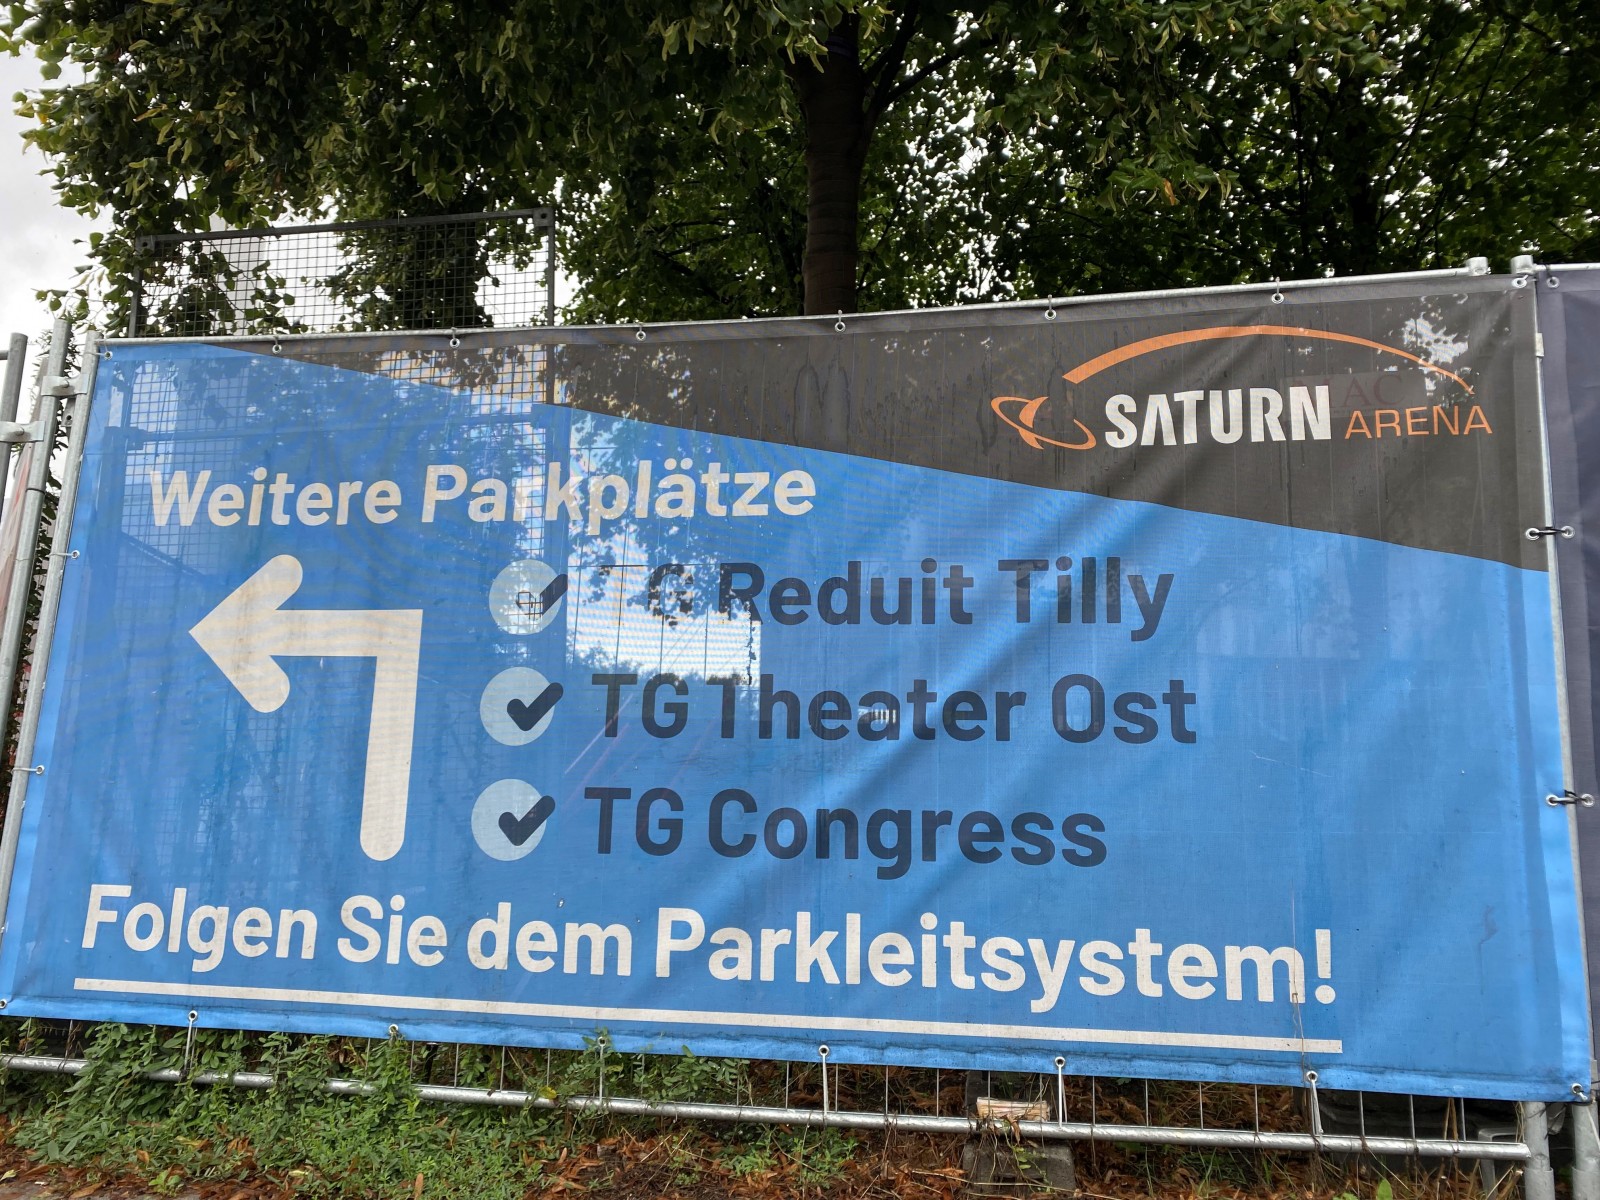 SATURN ARENA
Weitere Parkplätze
TG Reduit Tilly
TG Theater Ost
TG Congress
Folgen Sie dem Parkleitsystem!